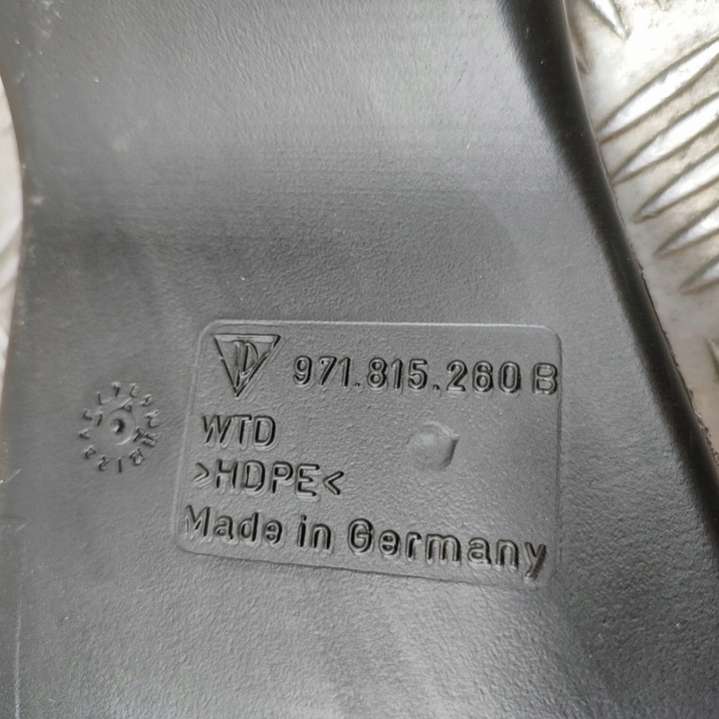 971.815.260 B
WTD
>HDPE<
Made in Germany